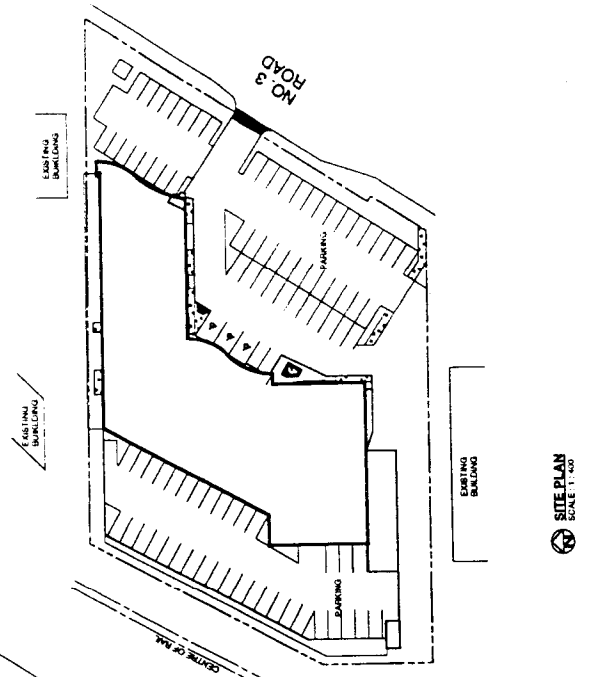 NO. 3
ROAD
EXISTING
BUILDING
PARKING
EXISTING
BUILDING
EXISTING
BUILDING
PARKING
CENTRE OF RAIL
SITE PLAN
SCALE : 1 : 400
N